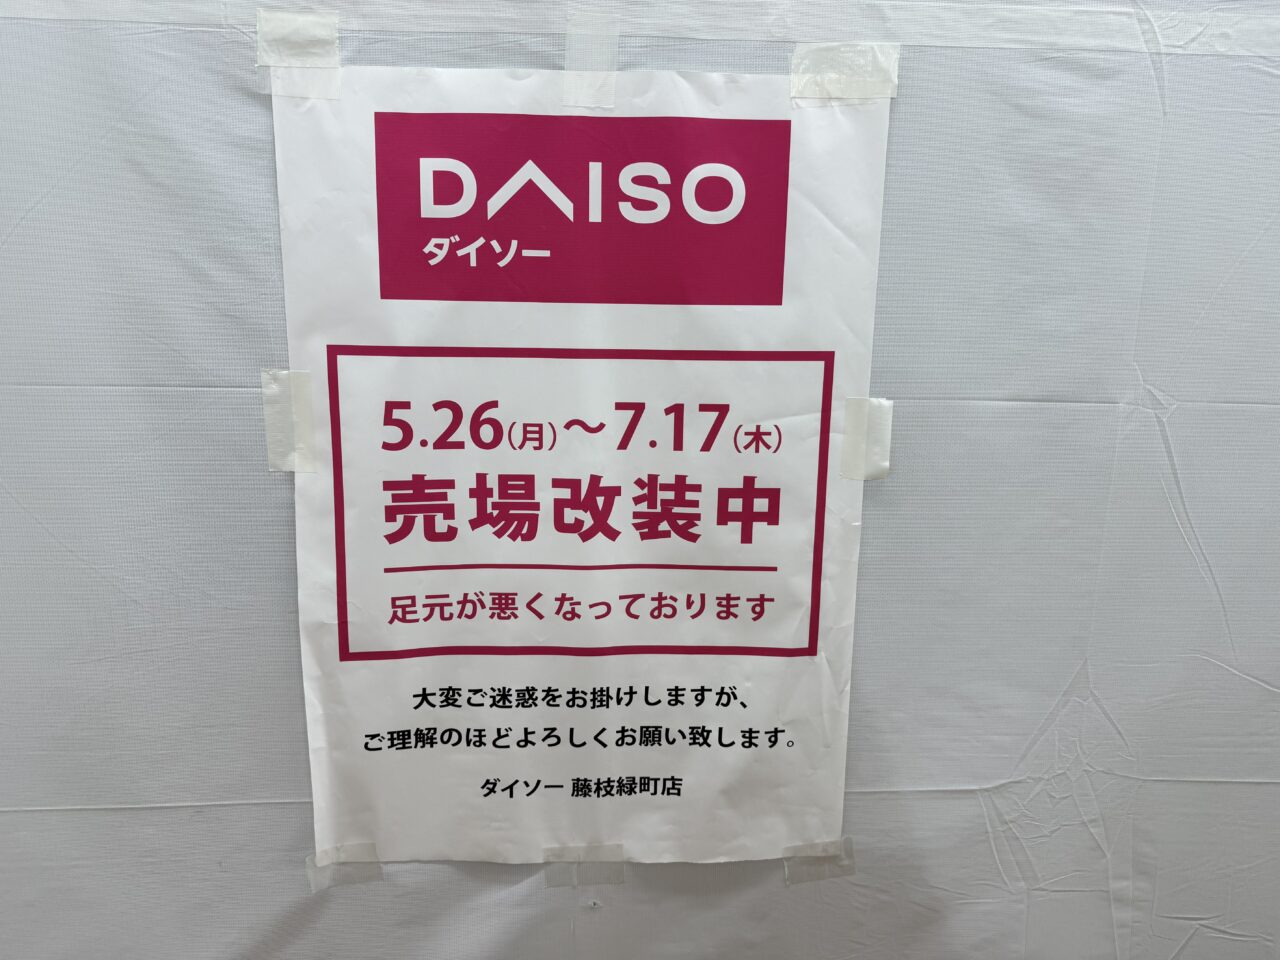 DAISO
ダイソー
5.26(月)〜7.17(木)
売場改装中
足元が悪くなっております
大変ご迷惑をお掛けしますが、
ご理解のほどよろしくお願い致します。
ダイソー 藤枝緑町店